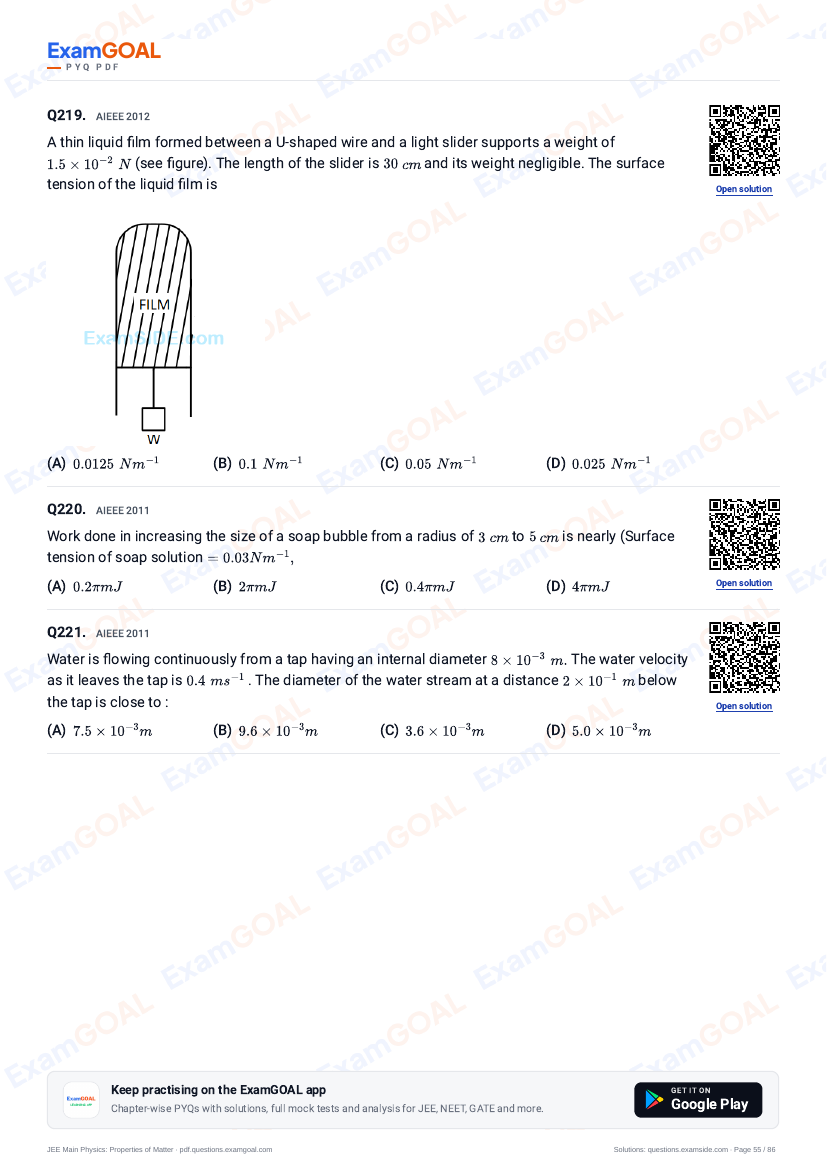 ExamGOAL
PYQ PDF
Q219. AIEEE 2012
A thin liquid film formed between a U-shaped wire and a light slider supports a weight of
1.5 × 10⁻² N (see figure). The length of the slider is 30 cm and its weight negligible. The surface
tension of the liquid film is
Open solution
FILM
ExamSIDE.com
W
(A) 0.0125 Nm⁻¹ (B) 0.1 Nm⁻¹ (C) 0.05 Nm⁻¹ (D) 0.025 Nm⁻¹
Q220. AIEEE 2011
Work done in increasing the size of a soap bubble from a radius of 3 cm to 5 cm is nearly (Surface
tension of soap solution = 0.03Nm⁻¹,
Open solution
(A) 0.2πmJ (B) 2πmJ (C) 0.4πmJ (D) 4πmJ
Q221. AIEEE 2011
Water is flowing continuously from a tap having an internal diameter 8 × 10⁻³ m. The water velocity
as it leaves the tap is 0.4 ms⁻¹ . The diameter of the water stream at a distance 2 × 10⁻¹ m below
the tap is close to :
Open solution
(A) 7.5 × 10⁻³m (B) 9.6 × 10⁻³m (C) 3.6 × 10⁻³m (D) 5.0 × 10⁻³m
ExamGOAL
Keep practising on the ExamGOAL app
Chapter-wise PYQs with solutions, full mock tests and analysis for JEE, NEET, GATE and more.
GET IT ON
Google Play
JEE Main Physics: Properties of Matter · pdf.questions.examgoal.com
Solutions: questions.examside.com · Page 55 / 86